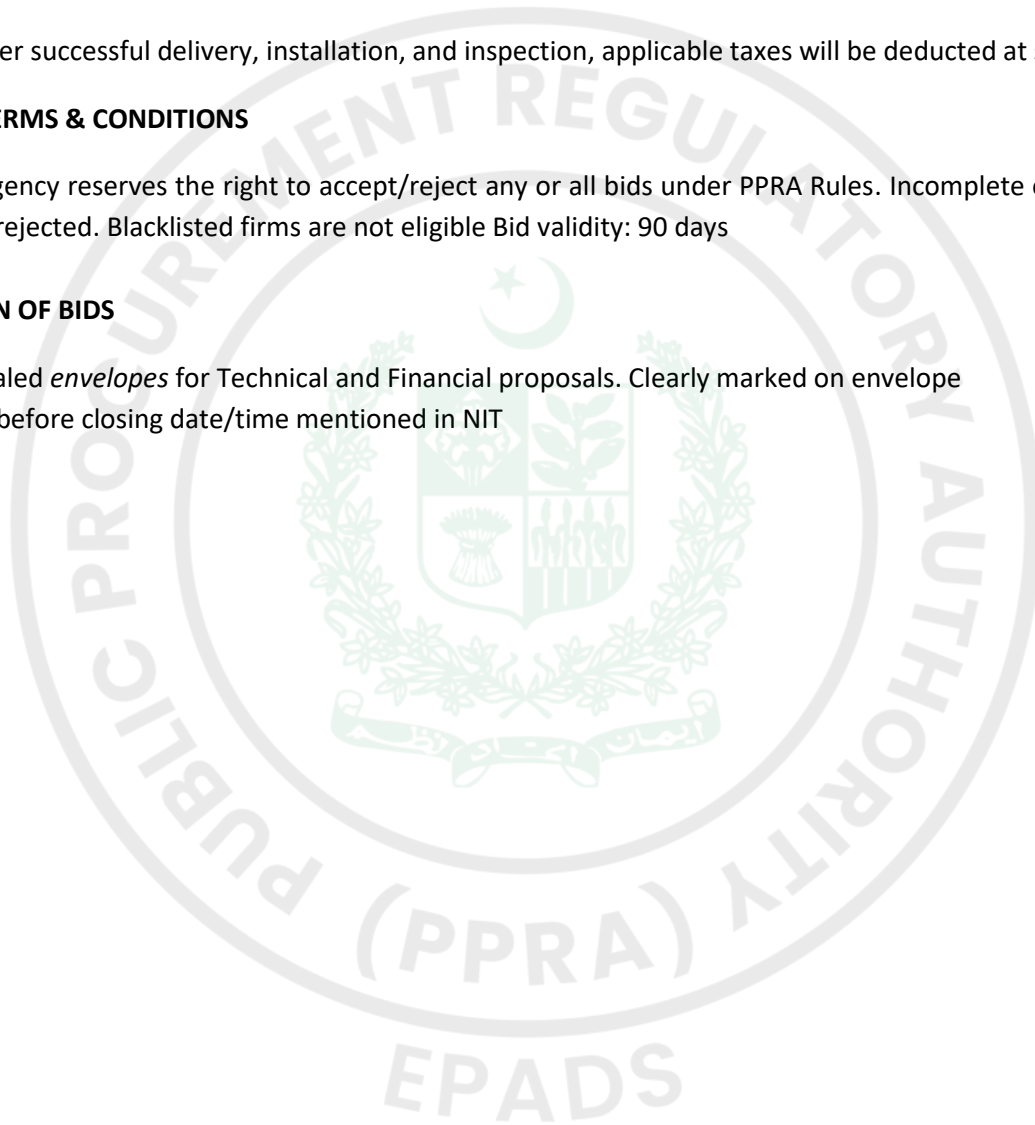 er successful delivery, installation, and inspection, applicable taxes will be deducted at
ERMS & CONDITIONS
gency reserves the right to accept/reject any or all bids under PPRA Rules. Incomplete
rejected. Blacklisted firms are not eligible Bid validity: 90 days
N OF BIDS
aled envelopes for Technical and Financial proposals. Clearly marked on envelope
before closing date/time mentioned in NIT
PUBLIC PROCUREMENT REGULATORY AUTHORITY
(PPRA)
EPADS